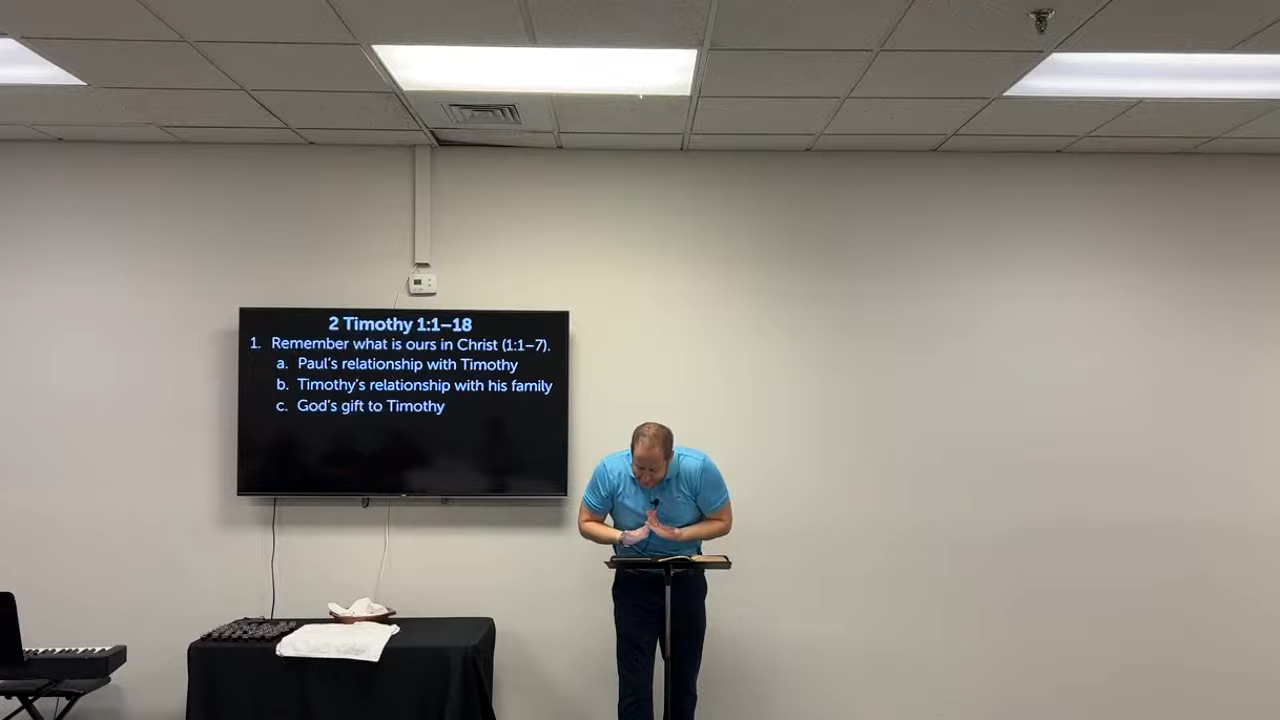 2 Timothy 1:1–18
1. Remember what is ours in Christ (1:1–7).
a. Paul's relationship with Timothy
b. Timothy's relationship with his family
c. God's gift to Timothy